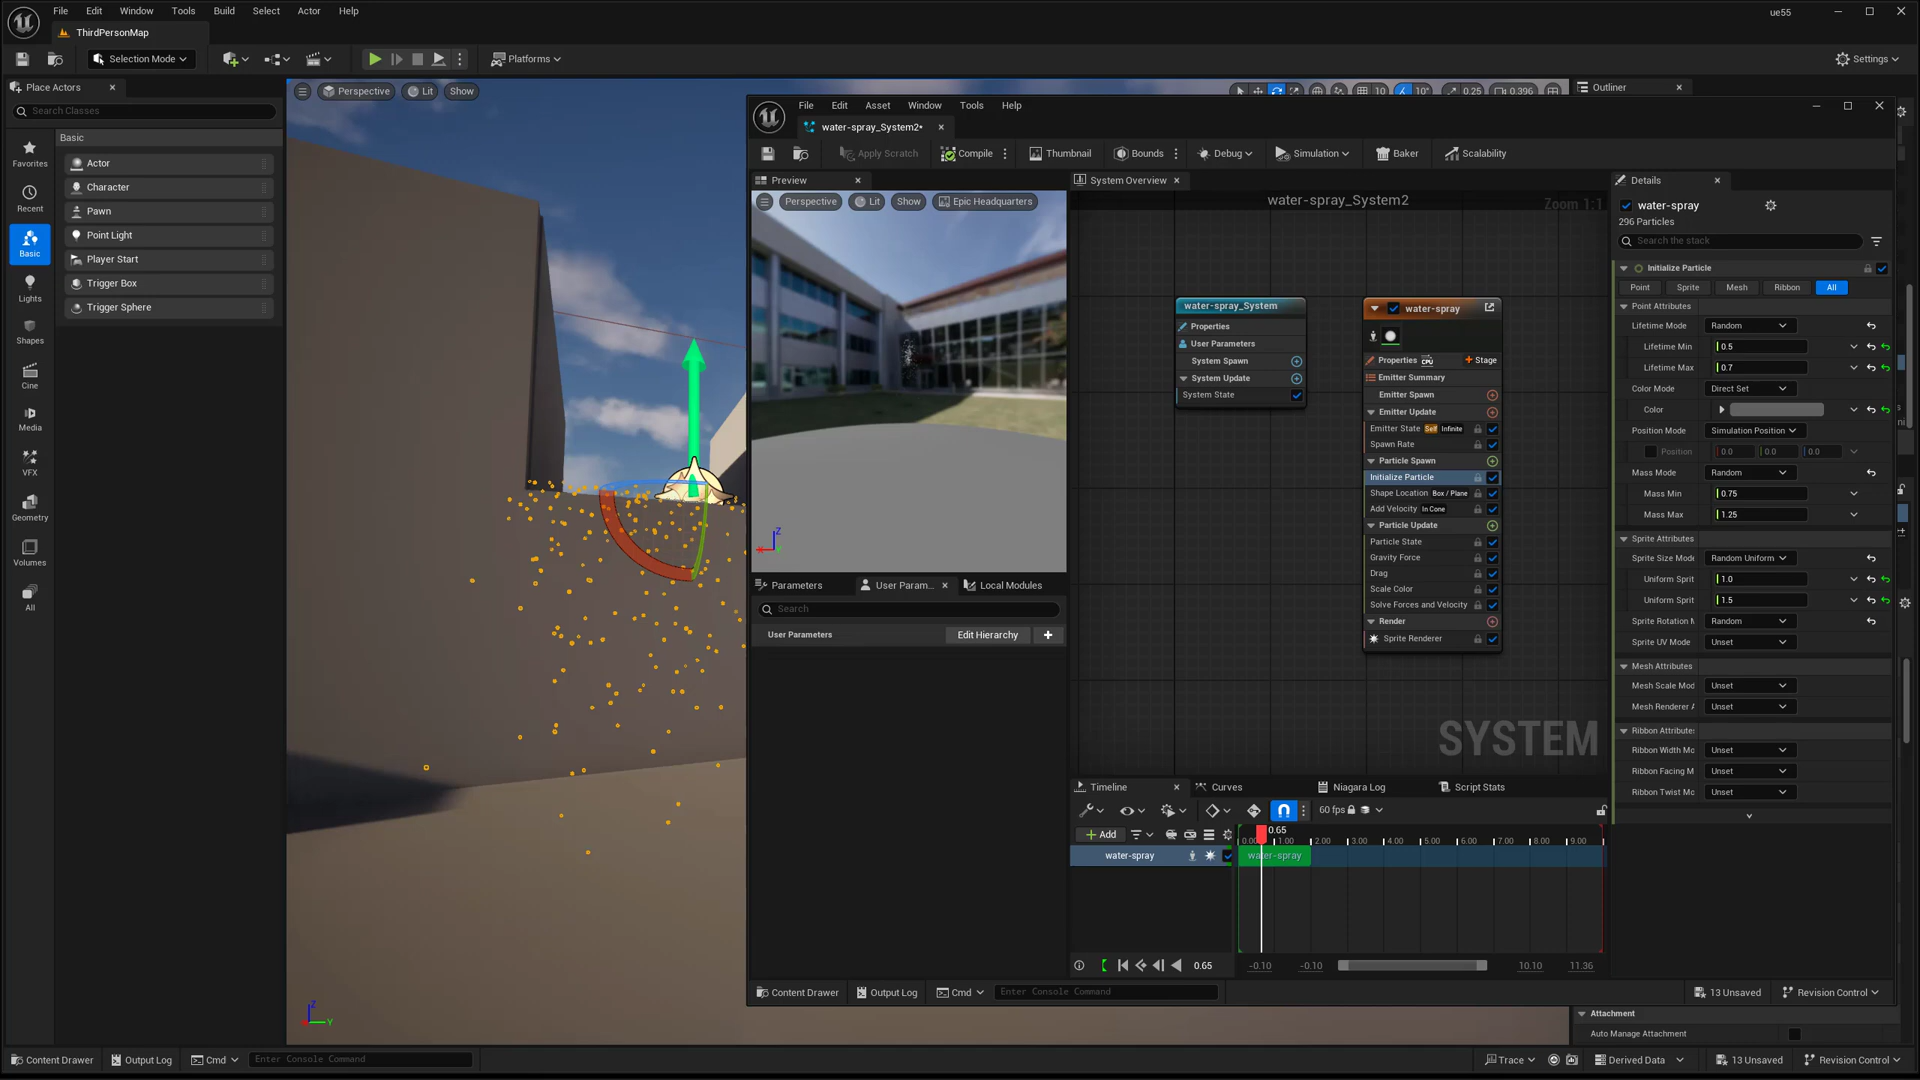 File Edit Window Tools Build Select Actor Help
ue55
ThirdPersonMap
Selection Mode
Platforms
Settings
Place Actors
Search Classes
Basic
Favorites
Recent
Basic
Lights
Shapes
Cine
Media
VFX
Geometry
Volumes
All
Actor
Character
Pawn
Point Light
Player Start
Trigger Box
Trigger Sphere
Perspective Lit Show
10 10° 0.25 0.396
Outliner
File Edit Asset Window Tools Help
water-spray_System2*
Apply Scratch Compile Thumbnail Bounds Debug Simulation Baker Scalability
Preview
Perspective Lit Show Epic Headquarters
System Overview
water-spray_System2
Zoom 1:1
water-spray_System
Properties
User Parameters
System Spawn
System Update
System State
water-spray
Properties CPU Stage
Emitter Summary
Emitter Spawn
Emitter Update
Emitter State Self Infinite
Spawn Rate
Particle Spawn
Initialize Particle
Shape Location Box / Plane
Add Velocity In Cone
Particle Update
Particle State
Gravity Force
Drag
Scale Color
Solve Forces and Velocity
Render
Sprite Renderer
SYSTEM
Details
water-spray
296 Particles
Search the stack
Initialize Particle
Point Sprite Mesh Ribbon All
Point Attributes
Lifetime Mode Random
Lifetime Min 0.5
Lifetime Max 0.7
Color Mode Direct Set
Color
Position Mode Simulation Position
Position 0.0 0.0 0.0
Mass Mode Random
Mass Min 0.75
Mass Max 1.25
Sprite Attributes
Sprite Size Mode Random Uniform
Uniform Sprit 1.0
Uniform Sprit 1.5
Sprite Rotation M Random
Sprite UV Mode Unset
Mesh Attributes
Mesh Scale Mod Unset
Mesh Renderer A Unset
Ribbon Attributes
Ribbon Width Mo Unset
Ribbon Facing M Unset
Ribbon Twist Mo Unset
Parameters User Param... Local Modules
Search
User Parameters Edit Hierarchy
Timeline Curves Niagara Log Script Stats
60 fps
Add
0.65
0.00 1.00 2.00 3.00 4.00 5.00 6.00 7.00 8.00 9.00
water-spray
water-spray
0.65
-0.10 -0.10 10.10 11.36
Content Drawer Output Log Cmd Enter Console Command
13 Unsaved Revision Control
Attachment
Auto Manage Attachment
Z
Y
Z
Content Drawer Output Log Cmd Enter Console Command
Trace Derived Data 13 Unsaved Revision Control